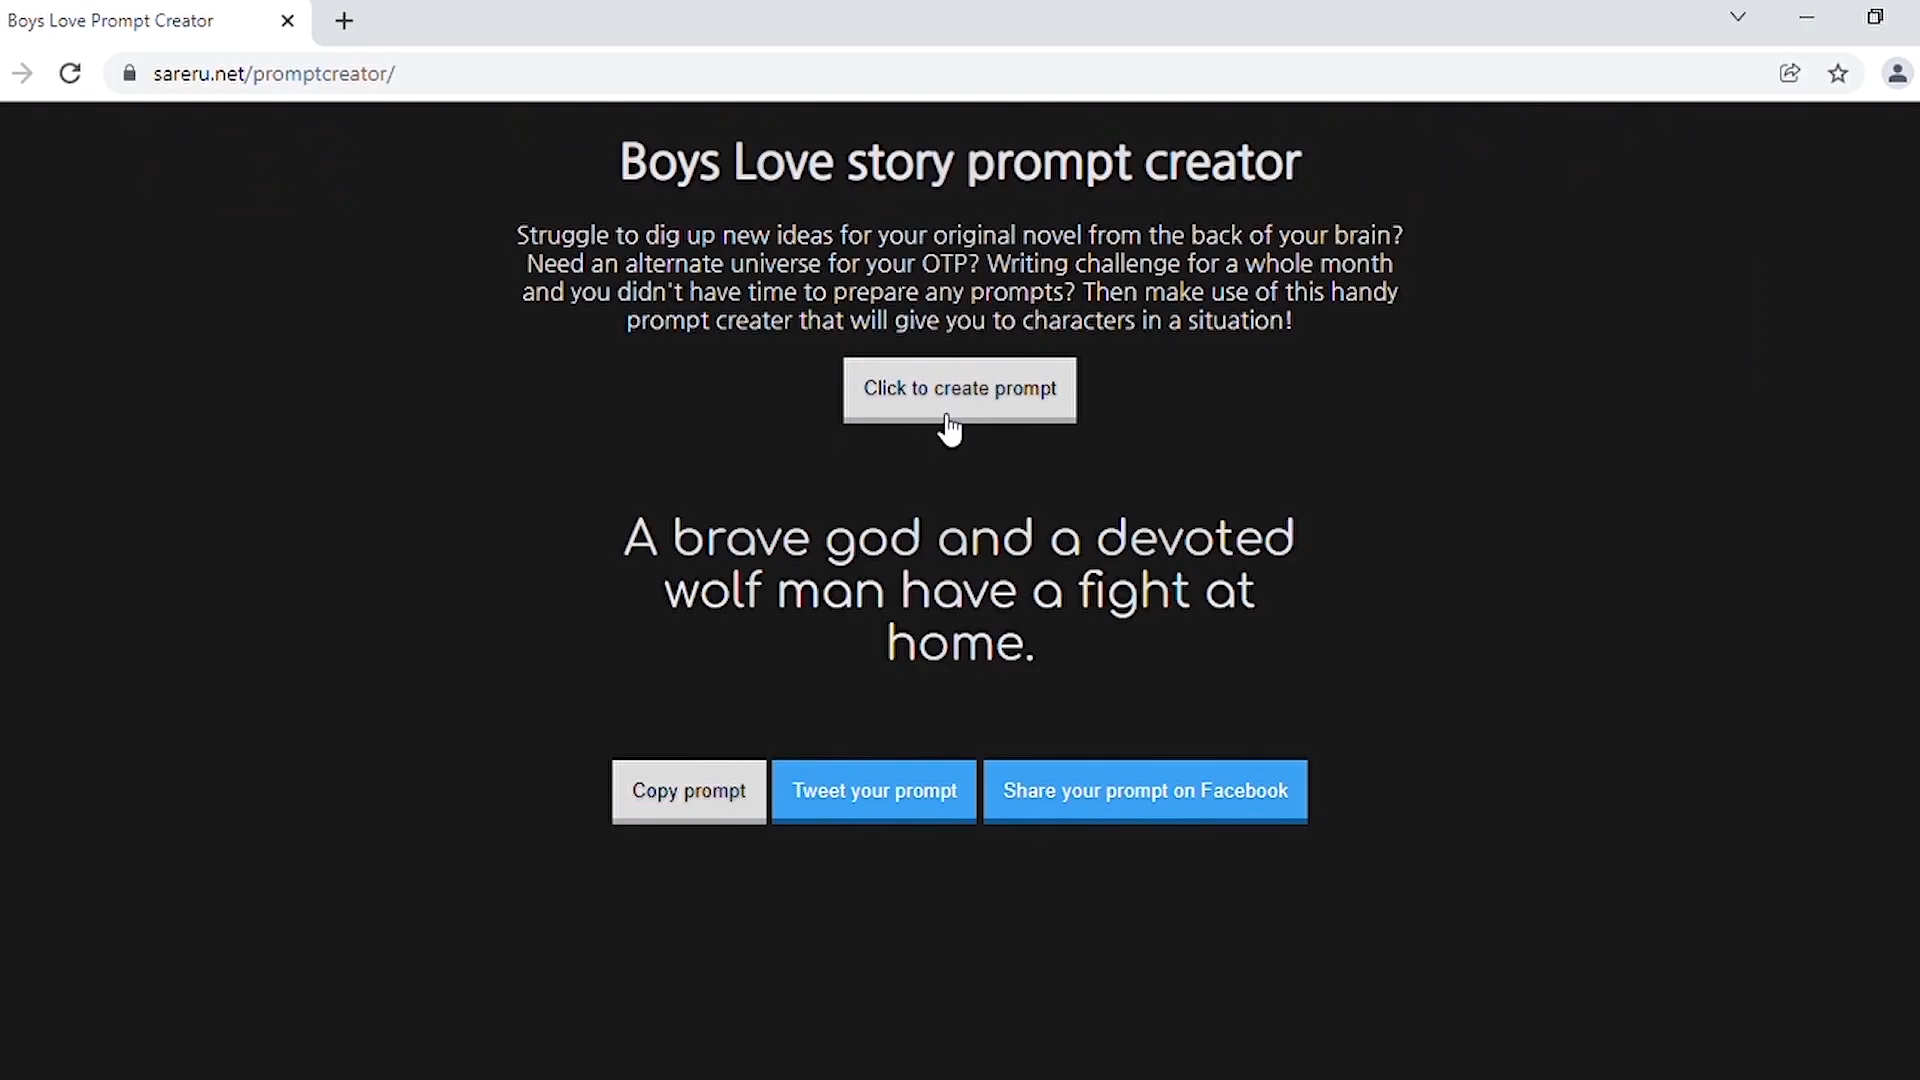 Boys Love Prompt Creator
sareru.net/promptcreator/
Boys Love story prompt creator
Struggle to dig up new ideas for your original novel from the back of your brain?
Need an alternate universe for your OTP? Writing challenge for a whole month
and you didn't have time to prepare any prompts? Then make use of this handy
prompt creater that will give you to characters in a situation!
Click to create prompt
A brave god and a devoted
wolf man have a fight at
home.
Copy prompt
Tweet your prompt
Share your prompt on Facebook